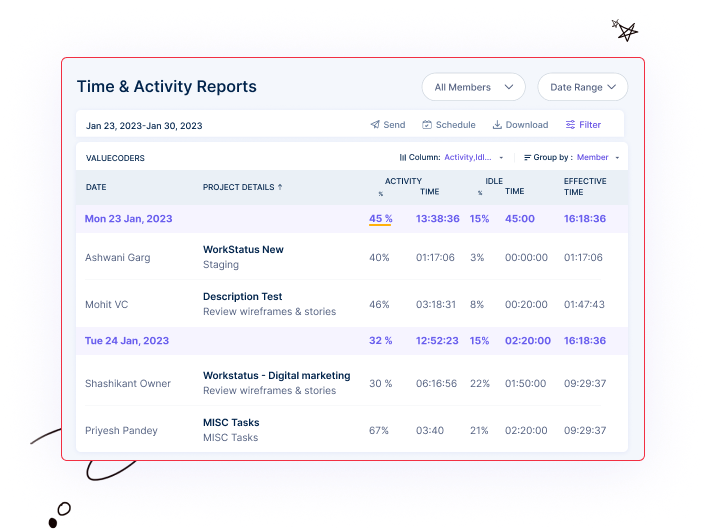 Time & Activity Reports All Members Date Range
Jan 23, 2023-Jan 30, 2023 Send Schedule Download Filter
VALUECODERS Column: Activity,Idl... Group by : Member
DATE PROJECT DETAILS ↑ ACTIVITY % TIME IDLE % TIME EFFECTIVE TIME
Mon 23 Jan, 2023 45 % 13:38:36 15% 45:00 16:18:36
Ashwani Garg WorkStatus New 40% 01:17:06 3% 00:00:00 01:17:06
Staging
Mohit VC Description Test 46% 03:18:31 8% 00:20:00 01:47:43
Review wireframes & stories
Tue 24 Jan, 2023 32 % 12:52:23 15% 02:20:00 16:18:36
Shashikant Owner Workstatus - Digital marketing 30 % 06:16:56 22% 01:50:00 09:29:37
Review wireframes & stories
Priyesh Pandey MISC Tasks 67% 03:40 21% 02:20:00 09:29:37
MISC Tasks